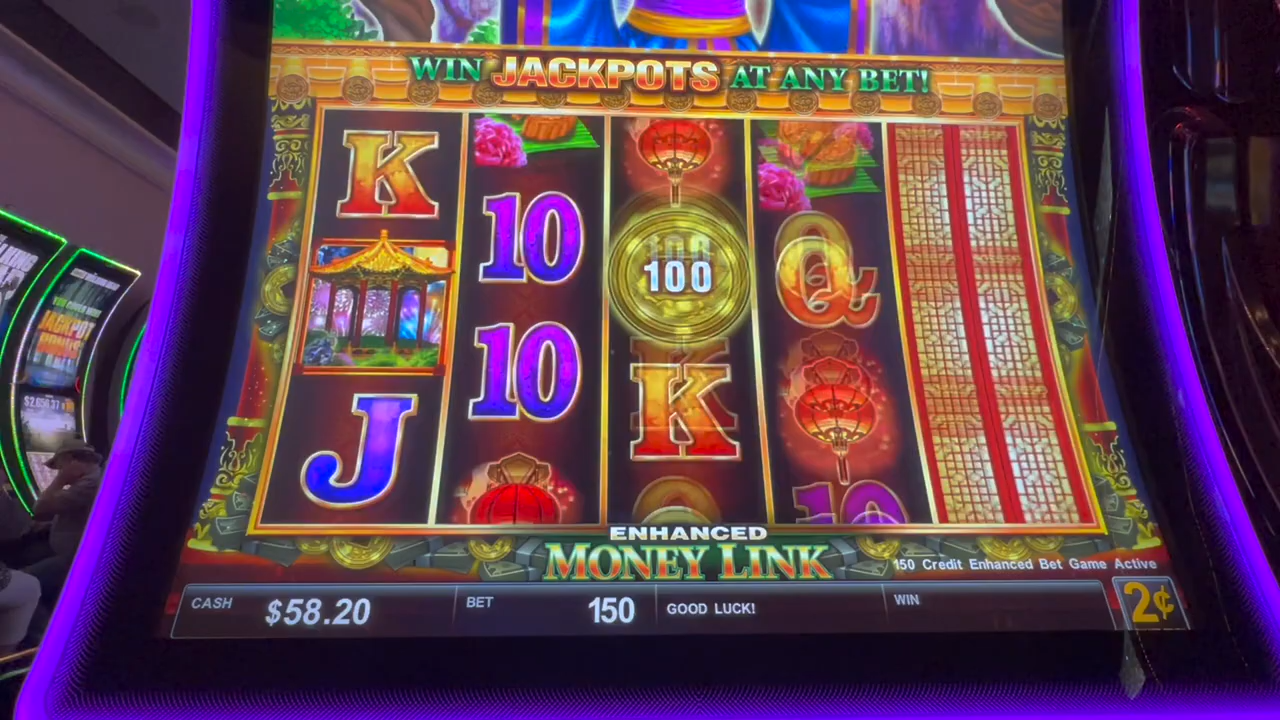 WIN JACKPOTS AT ANY BET!
K
10
100
Q
10
K
J
10
ENHANCED
MONEY LINK
150 Credit Enhanced Bet Game Active
CASH $58.20 BET 150 GOOD LUCK! WIN 2¢
JACKPOT